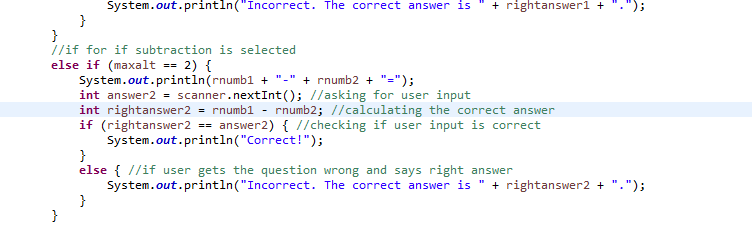 System.out.println("Incorrect. The correct answer is " + rightanswer1 + ".");
}
}
//if for if subtraction is selected
else if (maxalt == 2) {
System.out.println(rnumb1 + "-" + rnumb2 + "=");
int answer2 = scanner.nextInt(); //asking for user input
int rightanswer2 = rnumb1 - rnumb2; //calculating the correct answer
if (rightanswer2 == answer2) { //checking if user input is correct
System.out.println("Correct!");
}
else { //if user gets the question wrong and says right answer
System.out.println("Incorrect. The correct answer is " + rightanswer2 + ".");
}
}